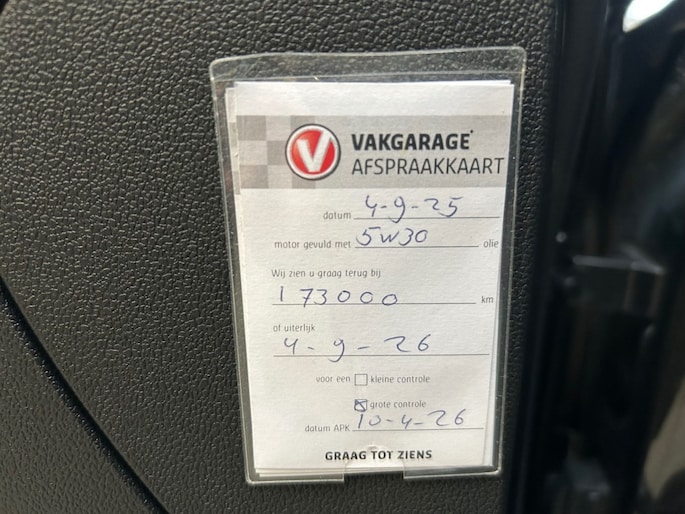 V VAKGARAGE
AFSPRAAKKAART
datum 4-9-25
motor gevuld met 5W30 olie
Wij zien u graag terug bij
173000 km
of uiterlijk
4-9-26
voor een kleine controle
grote controle
datum APK 10-4-26
GRAAG TOT ZIENS